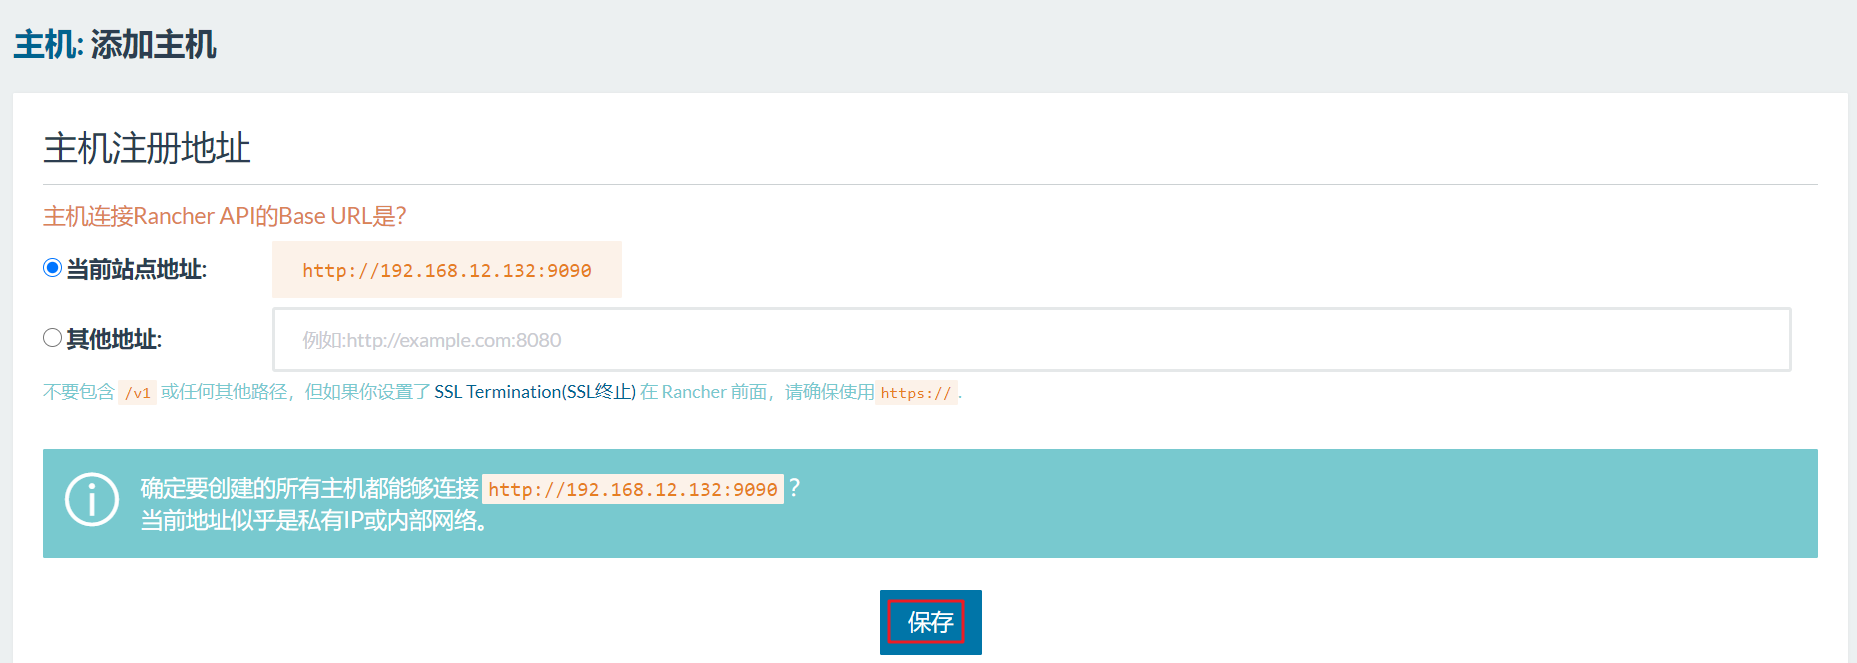 主机: 添加主机
主机注册地址
主机连接Rancher API的Base URL是?
当前站点地址: http://192.168.12.132:9090
其他地址: 例如:http://example.com:8080
不要包含 /v1 或任何其他路径，但如果你设置了 SSL Termination(SSL终止) 在 Rancher 前面，请确保使用 https:// .
确定要创建的所有主机都能够连接 http://192.168.12.132:9090 ?
当前地址似乎是私有IP或内部网络。
保存